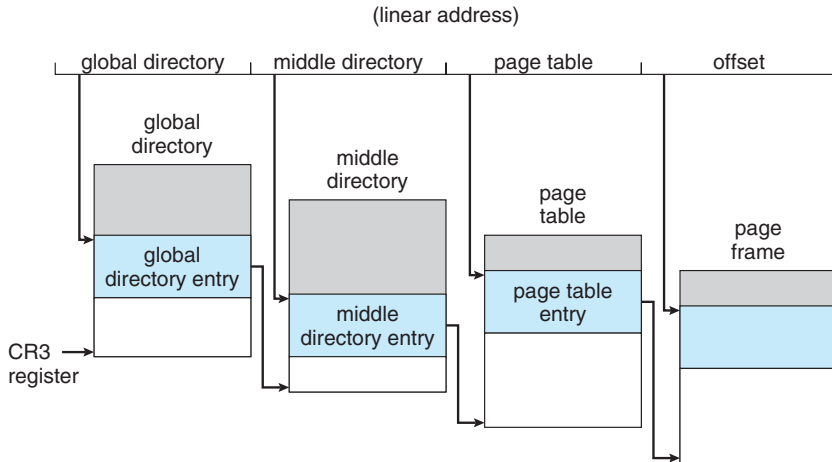 (linear address)
global directory
middle directory
page table
offset
global
directory
middle
directory
page
table
page
frame
global
directory entry
middle
directory entry
page table
entry
CR3
register